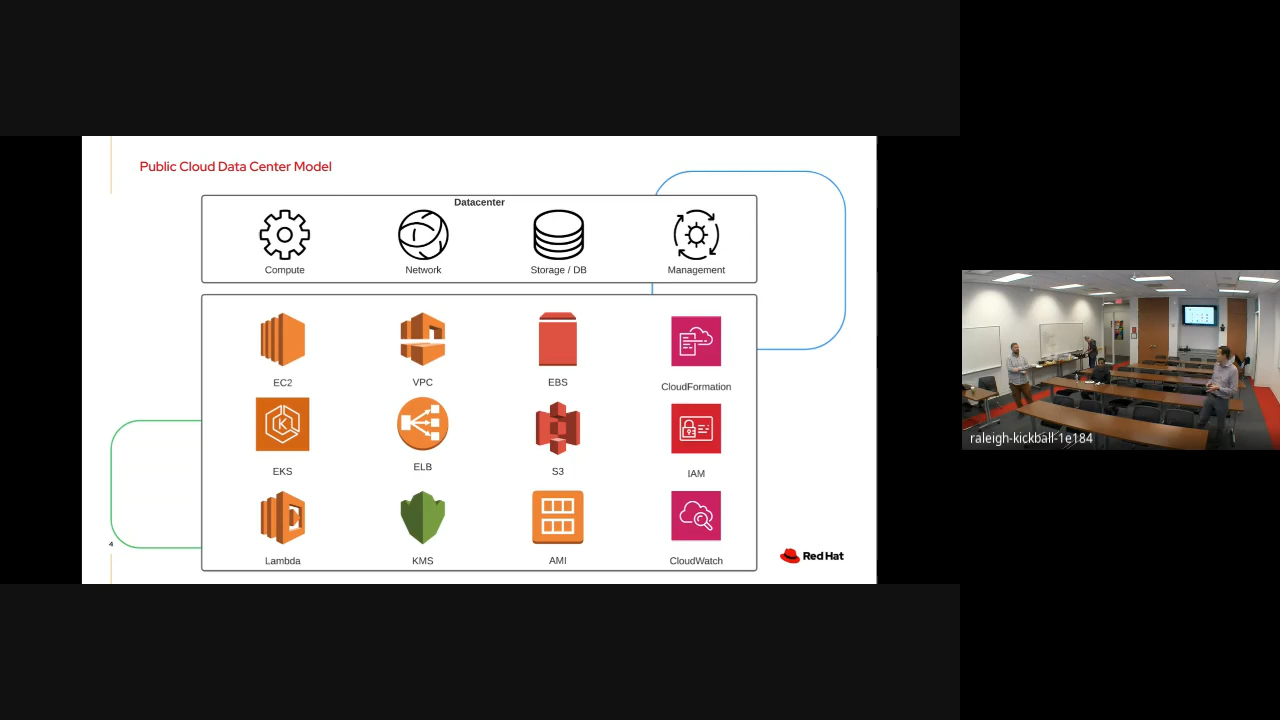 Public Cloud Data Center Model
Datacenter
Compute
Network
Storage / DB
Management
EC2
VPC
EBS
CloudFormation
K
EKS
ELB
S3
IAM
Lambda
KMS
AMI
CloudWatch
4
Red Hat
raleigh-kickball-1e184